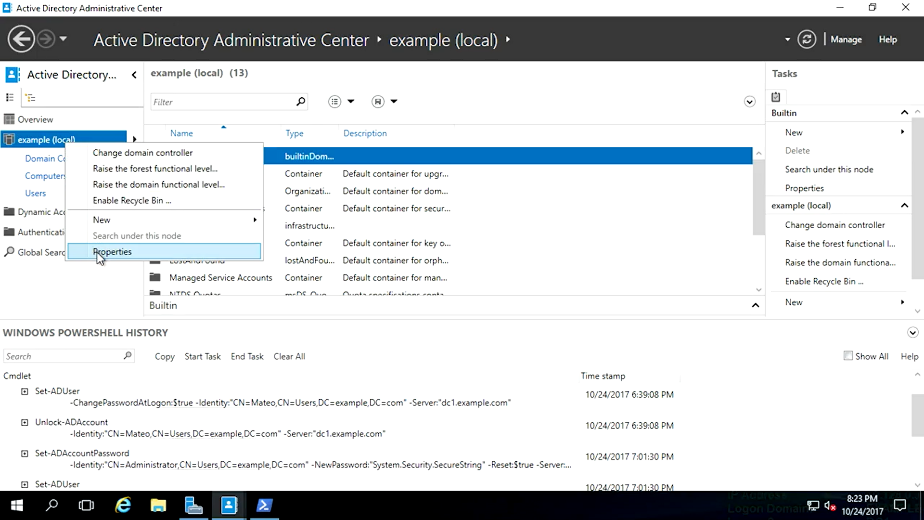 Active Directory Administrative Center
Active Directory Administrative Center • example (local) •
Manage
Help
Active Directory...
Overview
example (local)
Domain Co
Computers
Users
Dynamic Acc
Authenticati
Global Searc
Change domain controller
Raise the forest functional level...
Raise the domain functional level...
Enable Recycle Bin ...
New
Search under this node
Properties
example (local) (13)
Filter
Name Type Description
builtinDom...
Container Default container for upgr...
Organizati... Default container for dom...
Container Default container for secur...
infrastructu...
Container Default container for key o...
LostAndFound lostAndFou... Default container for orph...
Managed Service Accounts Container Default container for man...
NTDS Quotas msDS-Quo... Quota specifications conta...
Builtin
Tasks
Builtin
New
Delete
Search under this node
Properties
example (local)
Change domain controller
Raise the forest functional l...
Raise the domain functiona...
Enable Recycle Bin ...
New
WINDOWS POWERSHELL HISTORY
Search
Copy Start Task End Task Clear All
Show All Help
Cmdlet Time stamp
Set-ADUser 10/24/2017 6:39:08 PM
-ChangePasswordAtLogon:$true -Identity:"CN=Mateo,CN=Users,DC=example,DC=com" -Server:"dc1.example.com"
Unlock-ADAccount 10/24/2017 6:39:08 PM
-Identity:"CN=Mateo,CN=Users,DC=example,DC=com" -Server:"dc1.example.com"
Set-ADAccountPassword 10/24/2017 7:01:30 PM
-Identity:"CN=Administrator,CN=Users,DC=example,DC=com" -NewPassword:"System.Security.SecureString" -Reset:$true -Server:...
Set-ADUser 10/24/2017 7:01:30 PM
IP Address
Logon Domain
8:23 PM
10/24/2017